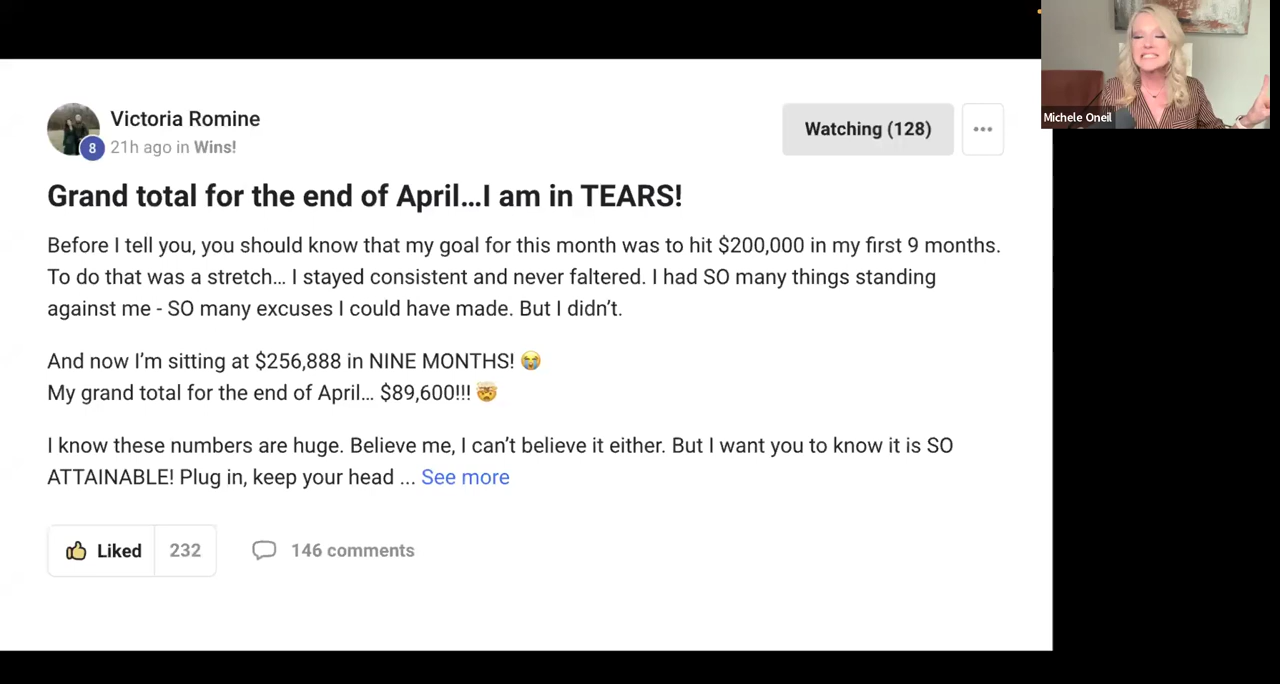 Victoria Romine
8
21h ago in Wins!
Watching (128)
Grand total for the end of April...I am in TEARS!
Before I tell you, you should know that my goal for this month was to hit $200,000 in my first 9 months.
To do that was a stretch... I stayed consistent and never faltered. I had SO many things standing
against me - SO many excuses I could have made. But I didn't.
And now I'm sitting at $256,888 in NINE MONTHS! 😭
My grand total for the end of April... $89,600!!! 🤯
I know these numbers are huge. Believe me, I can't believe it either. But I want you to know it is SO
ATTAINABLE! Plug in, keep your head ... See more
Liked 232 146 comments
Michele Oneil